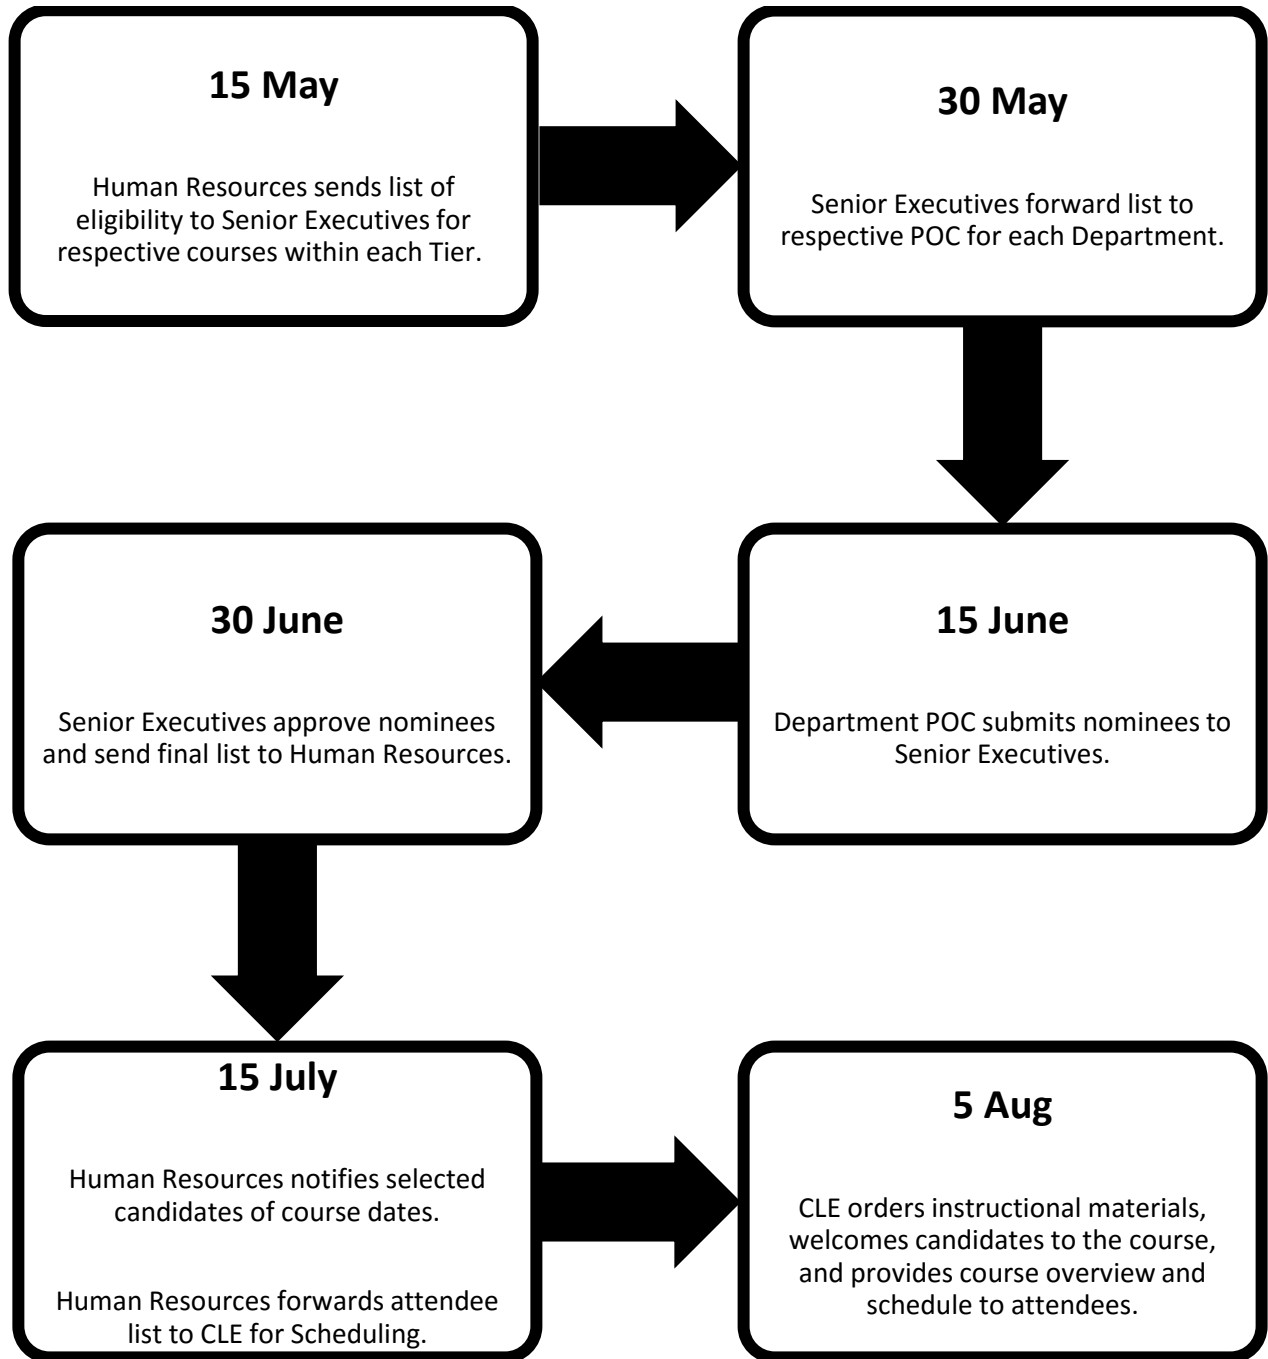 15 May
Human Resources sends list of
eligibility to Senior Executives for
respective courses within each Tier.
30 May
Senior Executives forward list to
respective POC for each Department.
15 June
Department POC submits nominees to
Senior Executives.
30 June
Senior Executives approve nominees
and send final list to Human Resources.
15 July
Human Resources notifies selected
candidates of course dates.
Human Resources forwards attendee
list to CLE for Scheduling.
5 Aug
CLE orders instructional materials,
welcomes candidates to the course,
and provides course overview and
schedule to attendees.